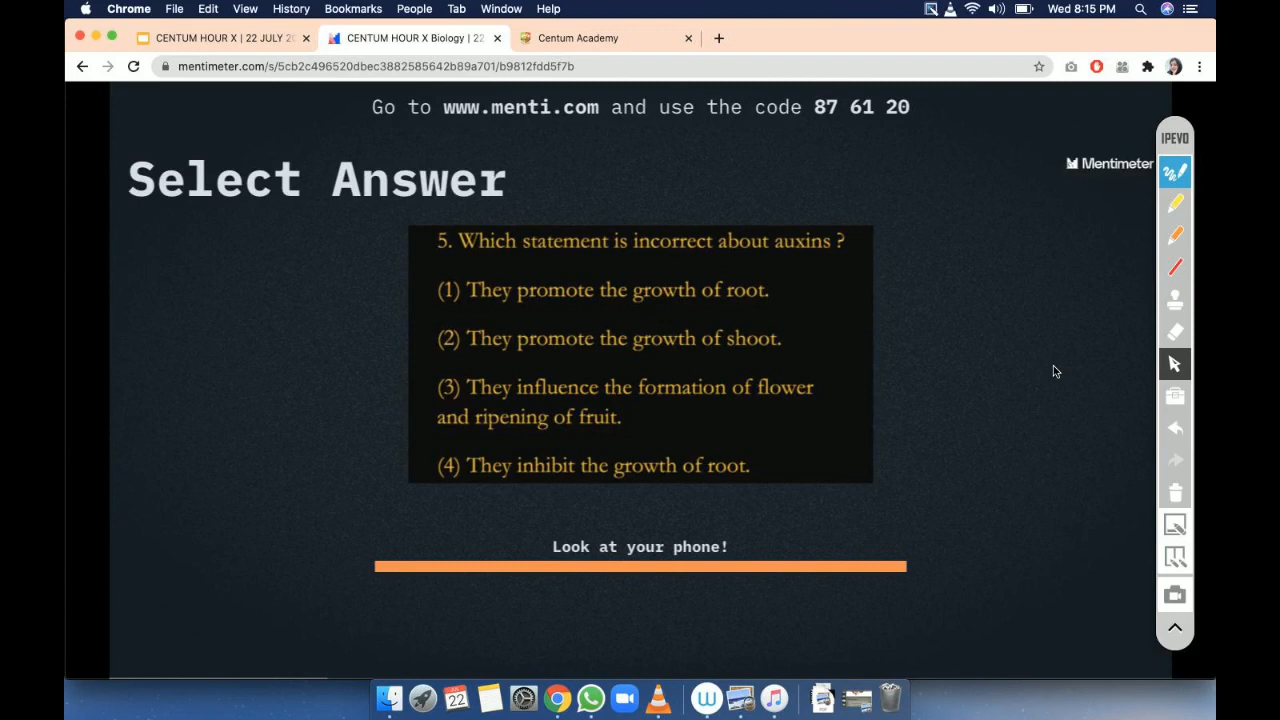 Chrome File Edit View History Bookmarks People Tab Window Help Wed 8:15 PM
CENTUM HOUR X | 22 JULY 20
CENTUM HOUR X Biology | 22
Centum Academy
mentimeter.com/s/5cb2c496520dbec3882585642b89a701/b9812fdd5f7b
Go to www.menti.com and use the code 87 61 20
IPEVO
Mentimeter
Select Answer
5. Which statement is incorrect about auxins ?
(1) They promote the growth of root.
(2) They promote the growth of shoot.
(3) They influence the formation of flower
and ripening of fruit.
(4) They inhibit the growth of root.
Look at your phone!
22